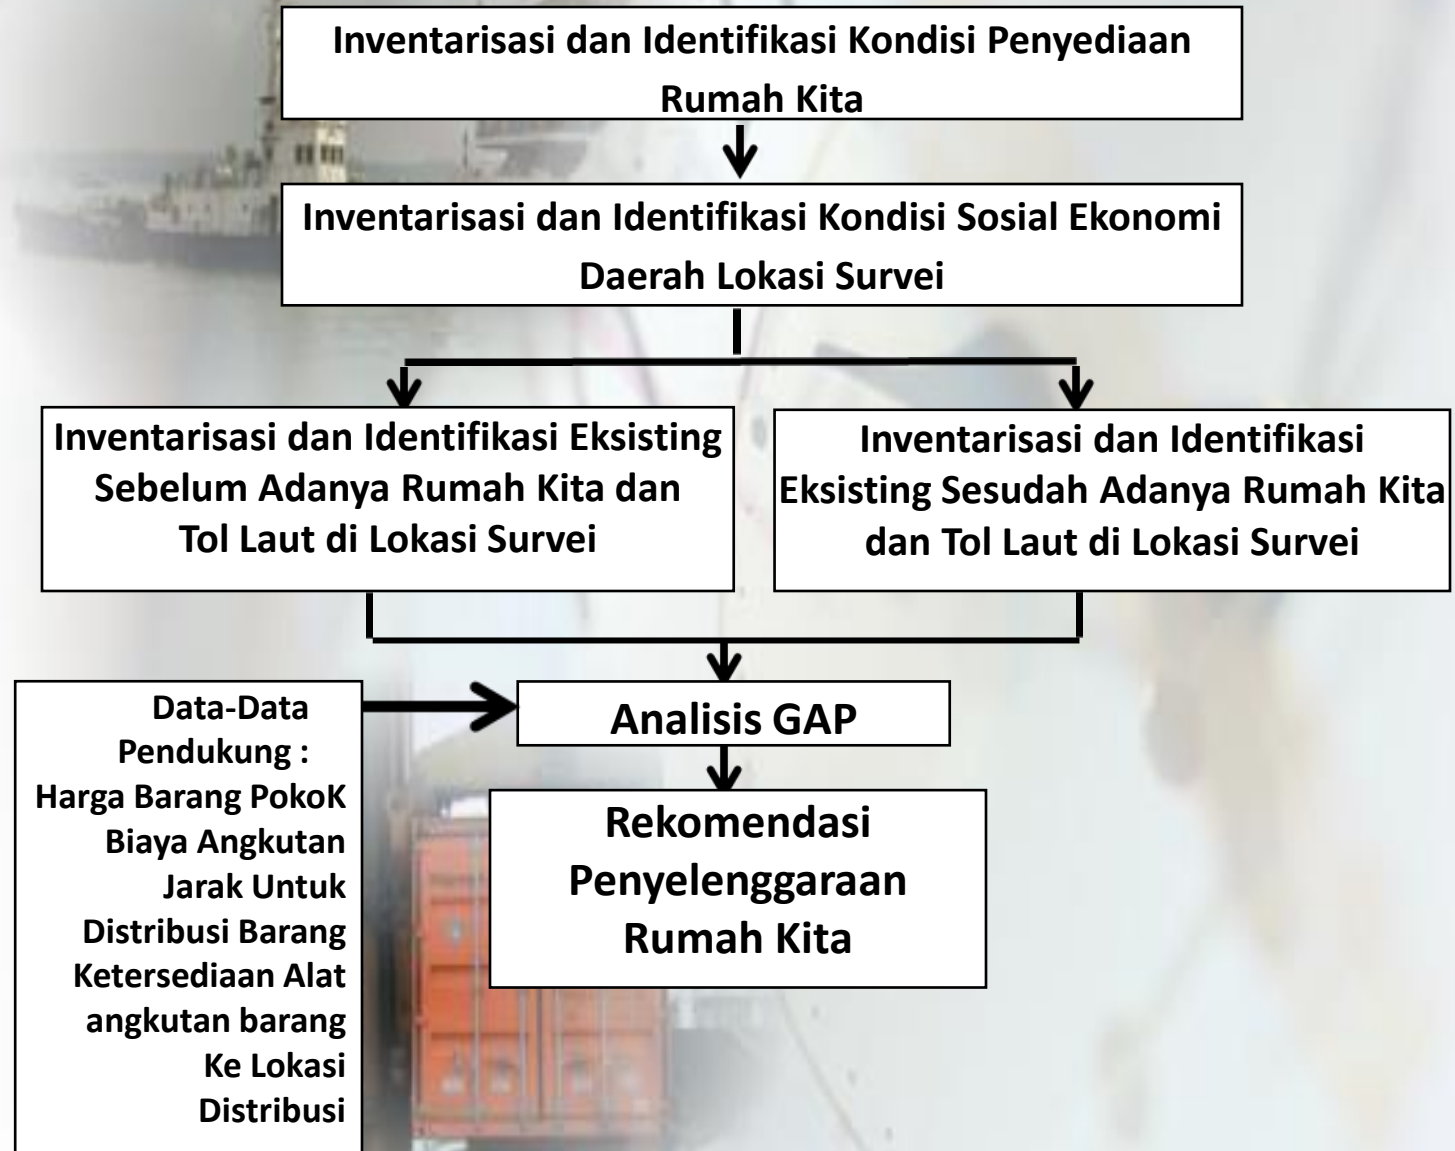 Inventarisasi dan Identifikasi Kondisi Penyediaan
Rumah Kita
Inventarisasi dan Identifikasi Kondisi Sosial Ekonomi
Daerah Lokasi Survei
Inventarisasi dan Identifikasi Eksisting
Sebelum Adanya Rumah Kita dan
Tol Laut di Lokasi Survei
Inventarisasi dan Identifikasi
Eksisting Sesudah Adanya Rumah Kita
dan Tol Laut di Lokasi Survei
Data-Data
Pendukung :
Harga Barang PokoK
Biaya Angkutan
Jarak Untuk
Distribusi Barang
Ketersediaan Alat
angkutan barang
Ke Lokasi
Distribusi
Analisis GAP
Rekomendasi
Penyelenggaraan
Rumah Kita